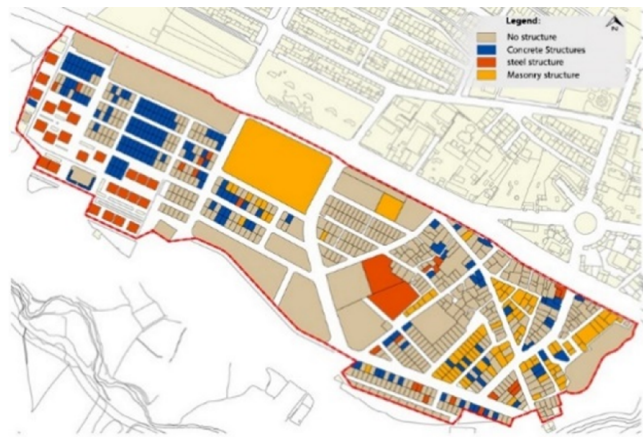 Legend:
No structure
Concrete Structures
steel structure
Masonry structure
N